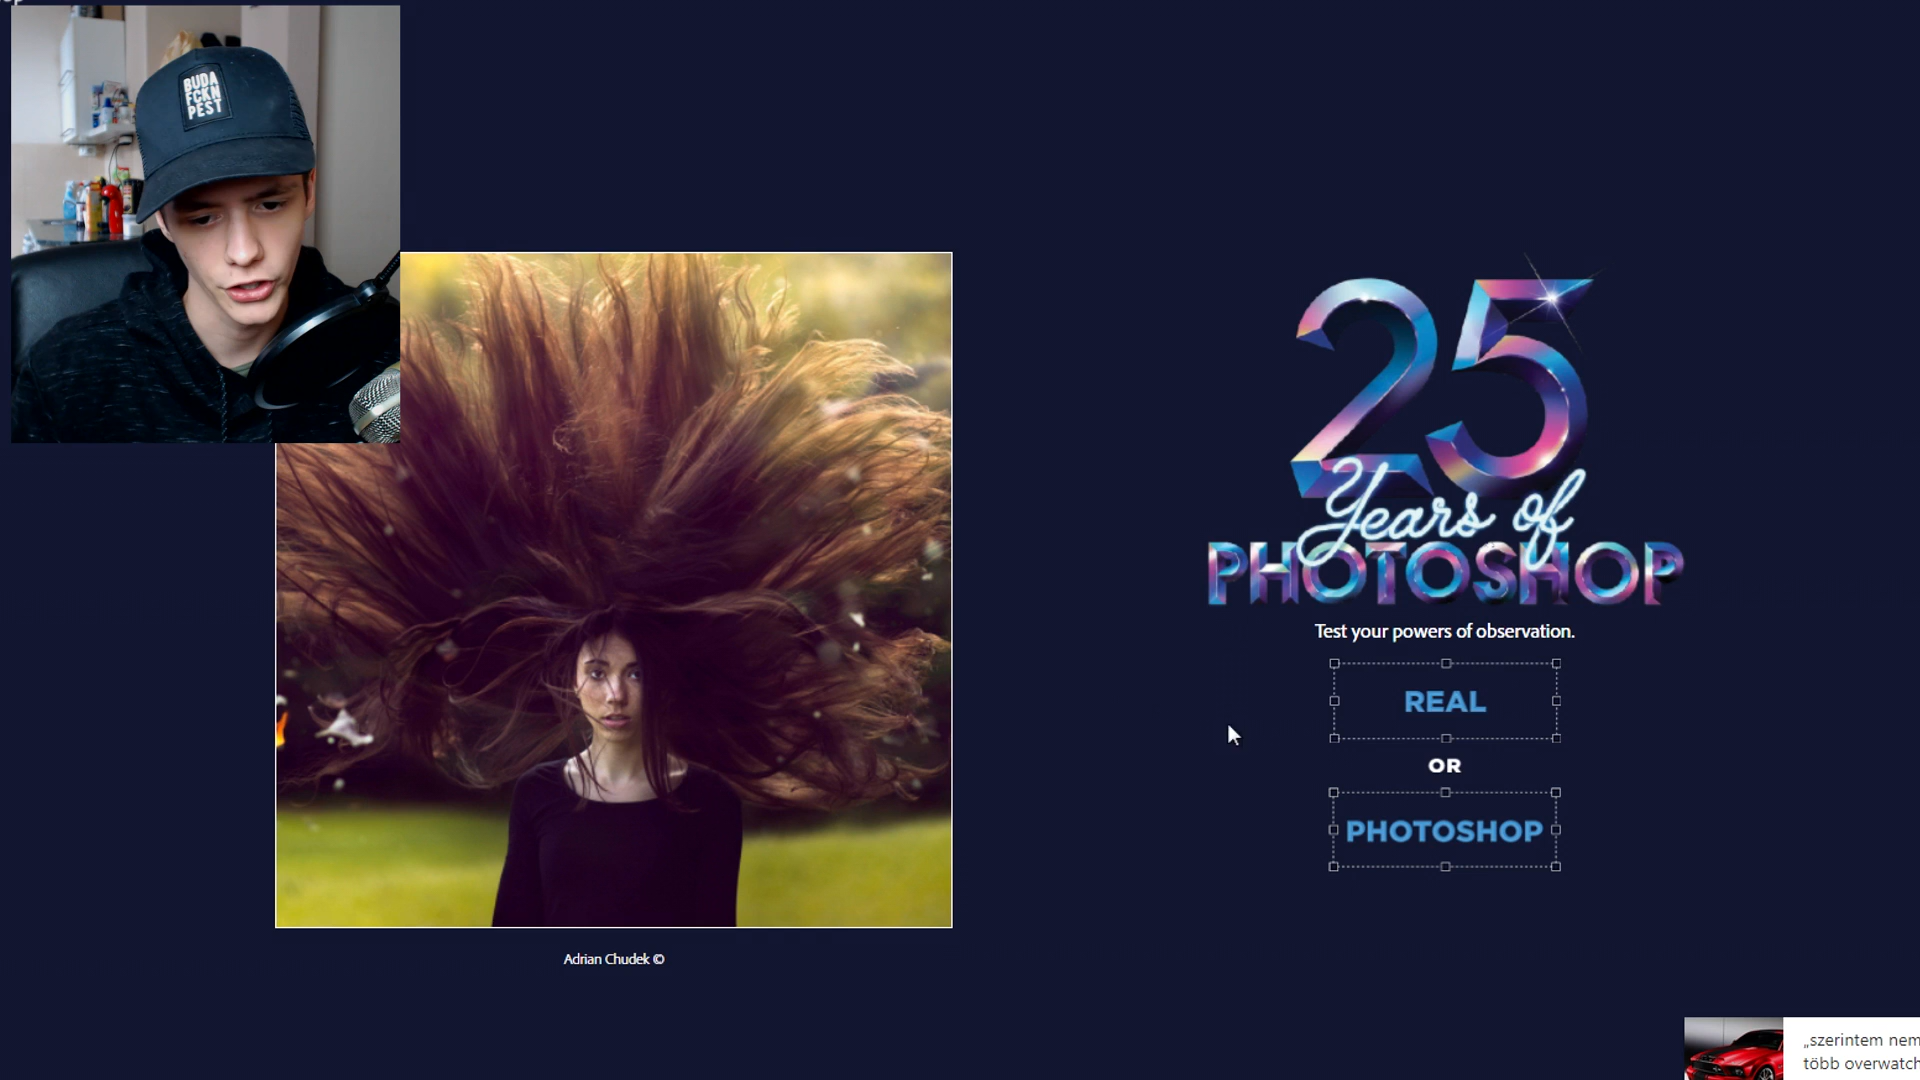 BUDA
FCKN
PEST
25
Years of
PHOTOSHOP
Test your powers of observation.
REAL
OR
PHOTOSHOP
Adrian Chudek ©
„szerintem nem
több overwatch